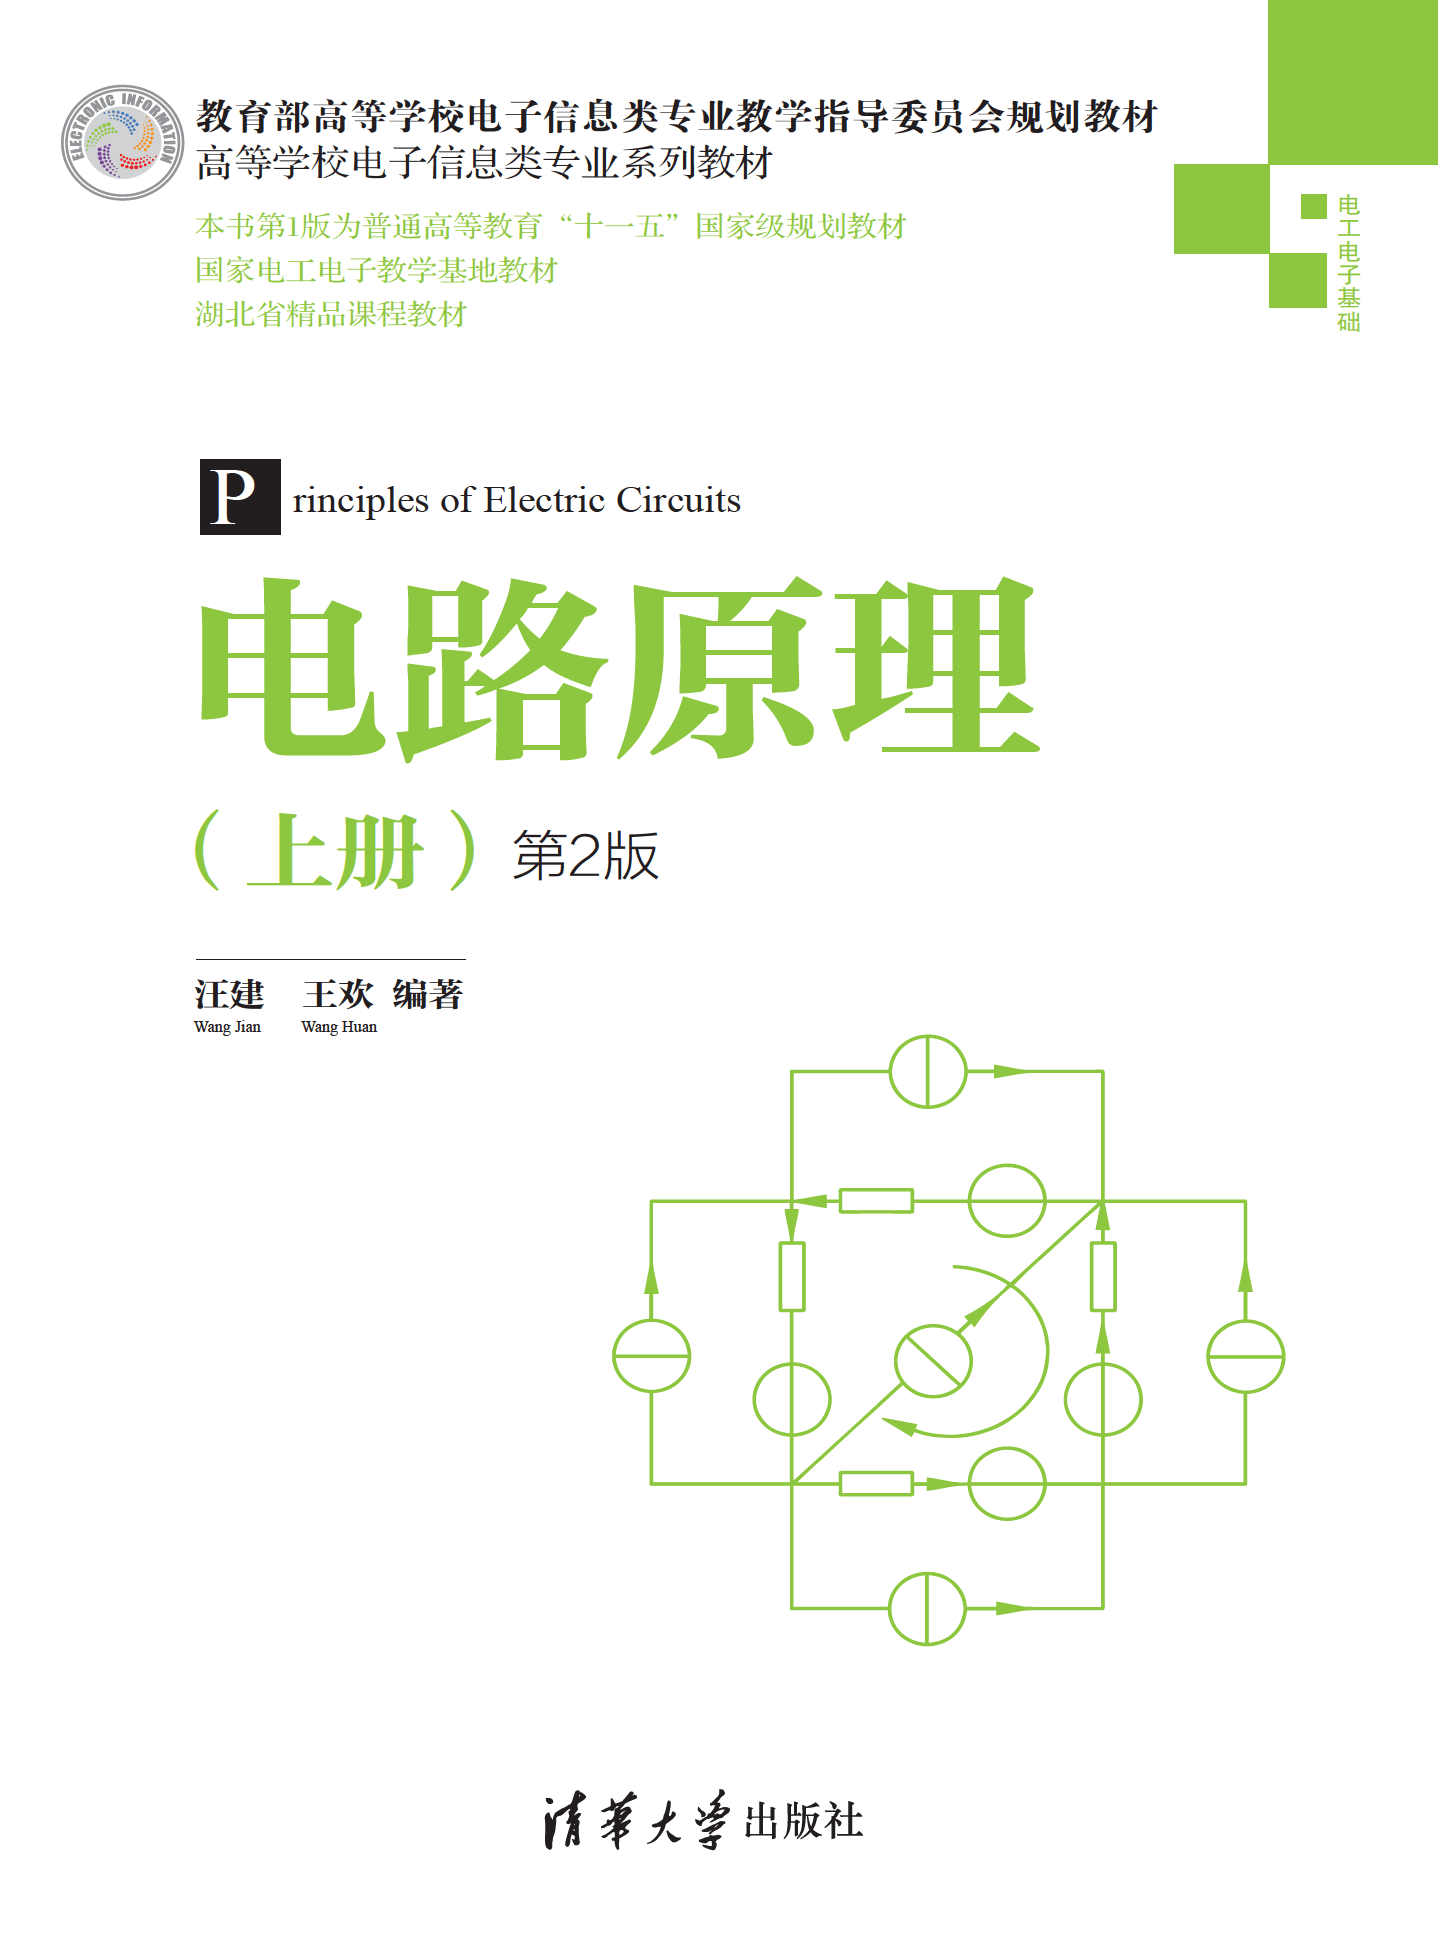 ELECTRONIC INFORMATION
教育部高等学校电子信息类专业教学指导委员会规划教材
高等学校电子信息类专业系列教材
本书第1版为普通高等教育“十一五”国家级规划教材
国家电工电子教学基地教材
湖北省精品课程教材
电工电子基础
Principles of Electric Circuits
电路原理
（上册） 第2版
汪建 王欢 编著
Wang Jian Wang Huan
清华大学出版社